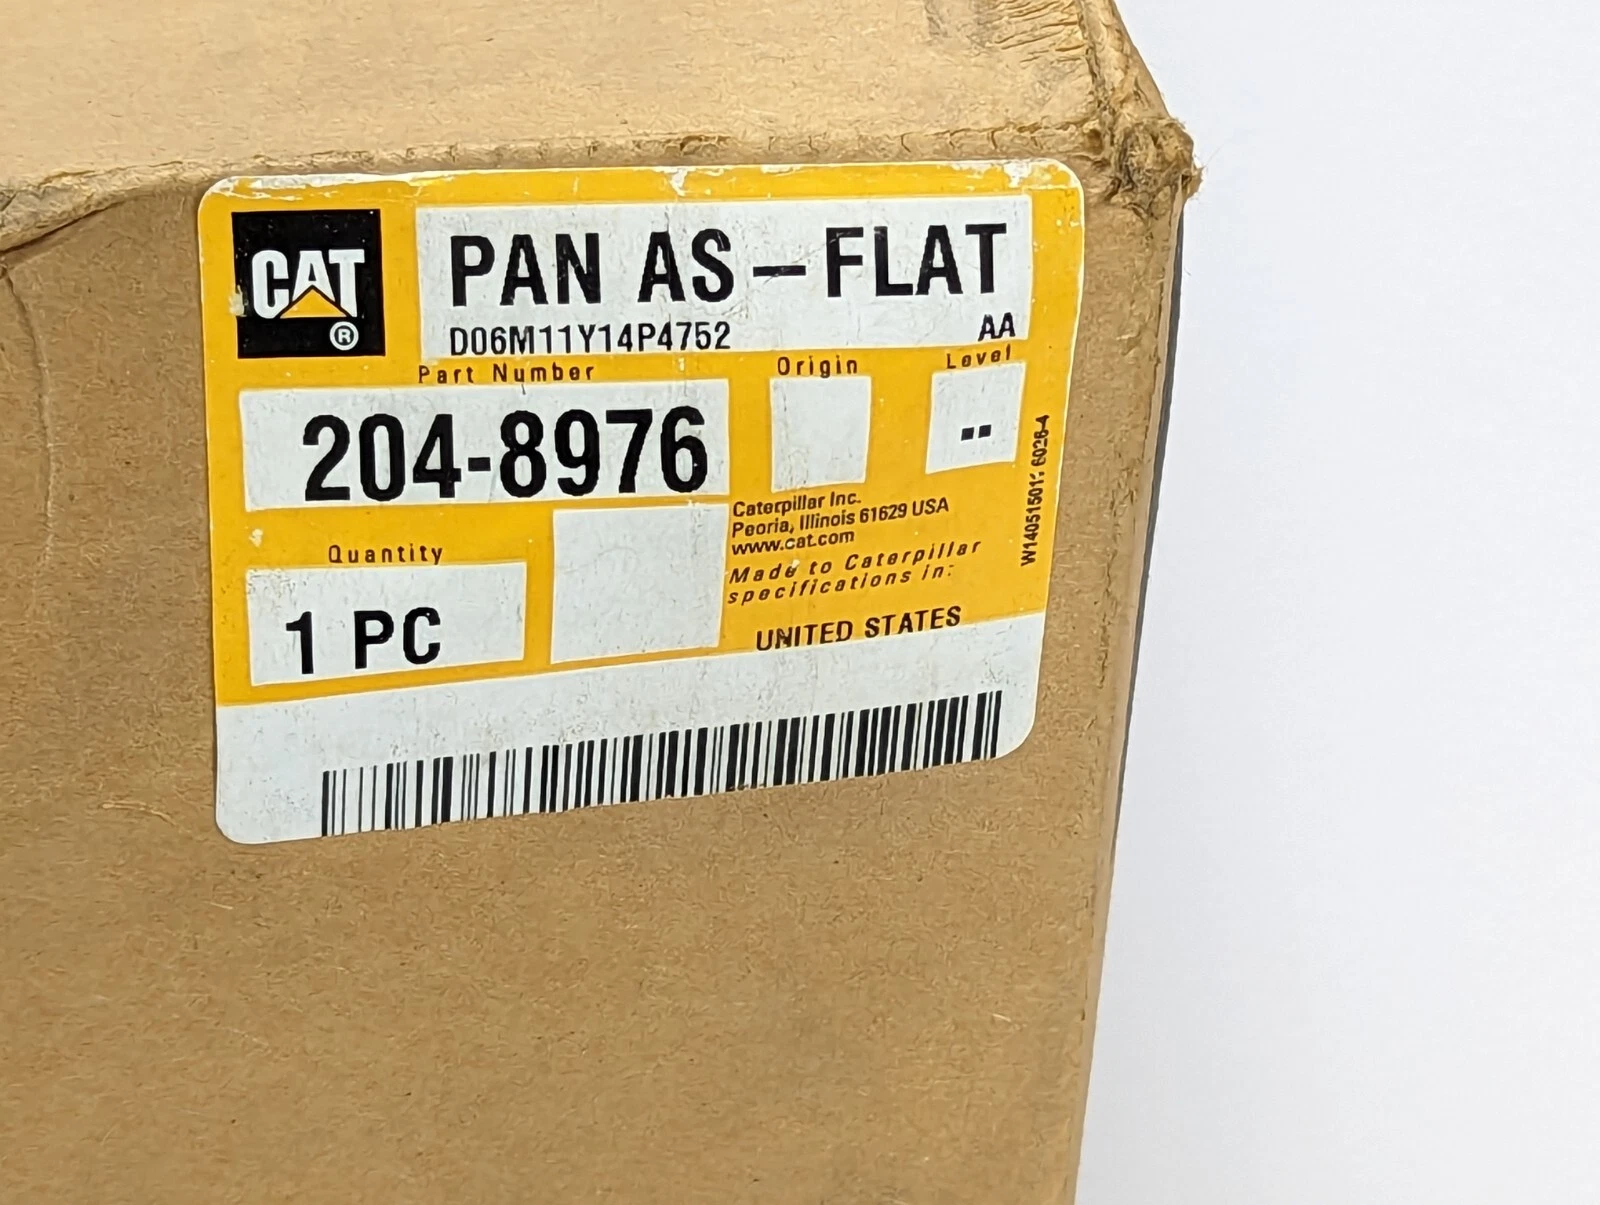 CAT
®
PAN AS – FLAT
D06M11Y14P4752 AA
Part Number Origin Level
204-8976 --
Caterpillar Inc.
Peoria, Illinois 61629 USA
www.cat.com
Made to Caterpillar
specifications in:
UNITED STATES
Quantity
1 PC